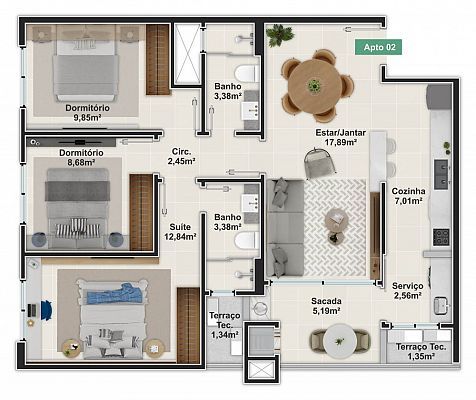 Apto 02
Dormitório
9,85m²
Banho
3,38m²
Estar/Jantar
17,89m²
Dormitório
8,68m²
Circ.
2,45m²
Cozinha
7,01m²
Suíte
12,84m²
Banho
3,38m²
Serviço
2,56m²
Sacada
5,19m²
Terraço
Tec.
1,34m²
Terraço Tec.
1,35m²